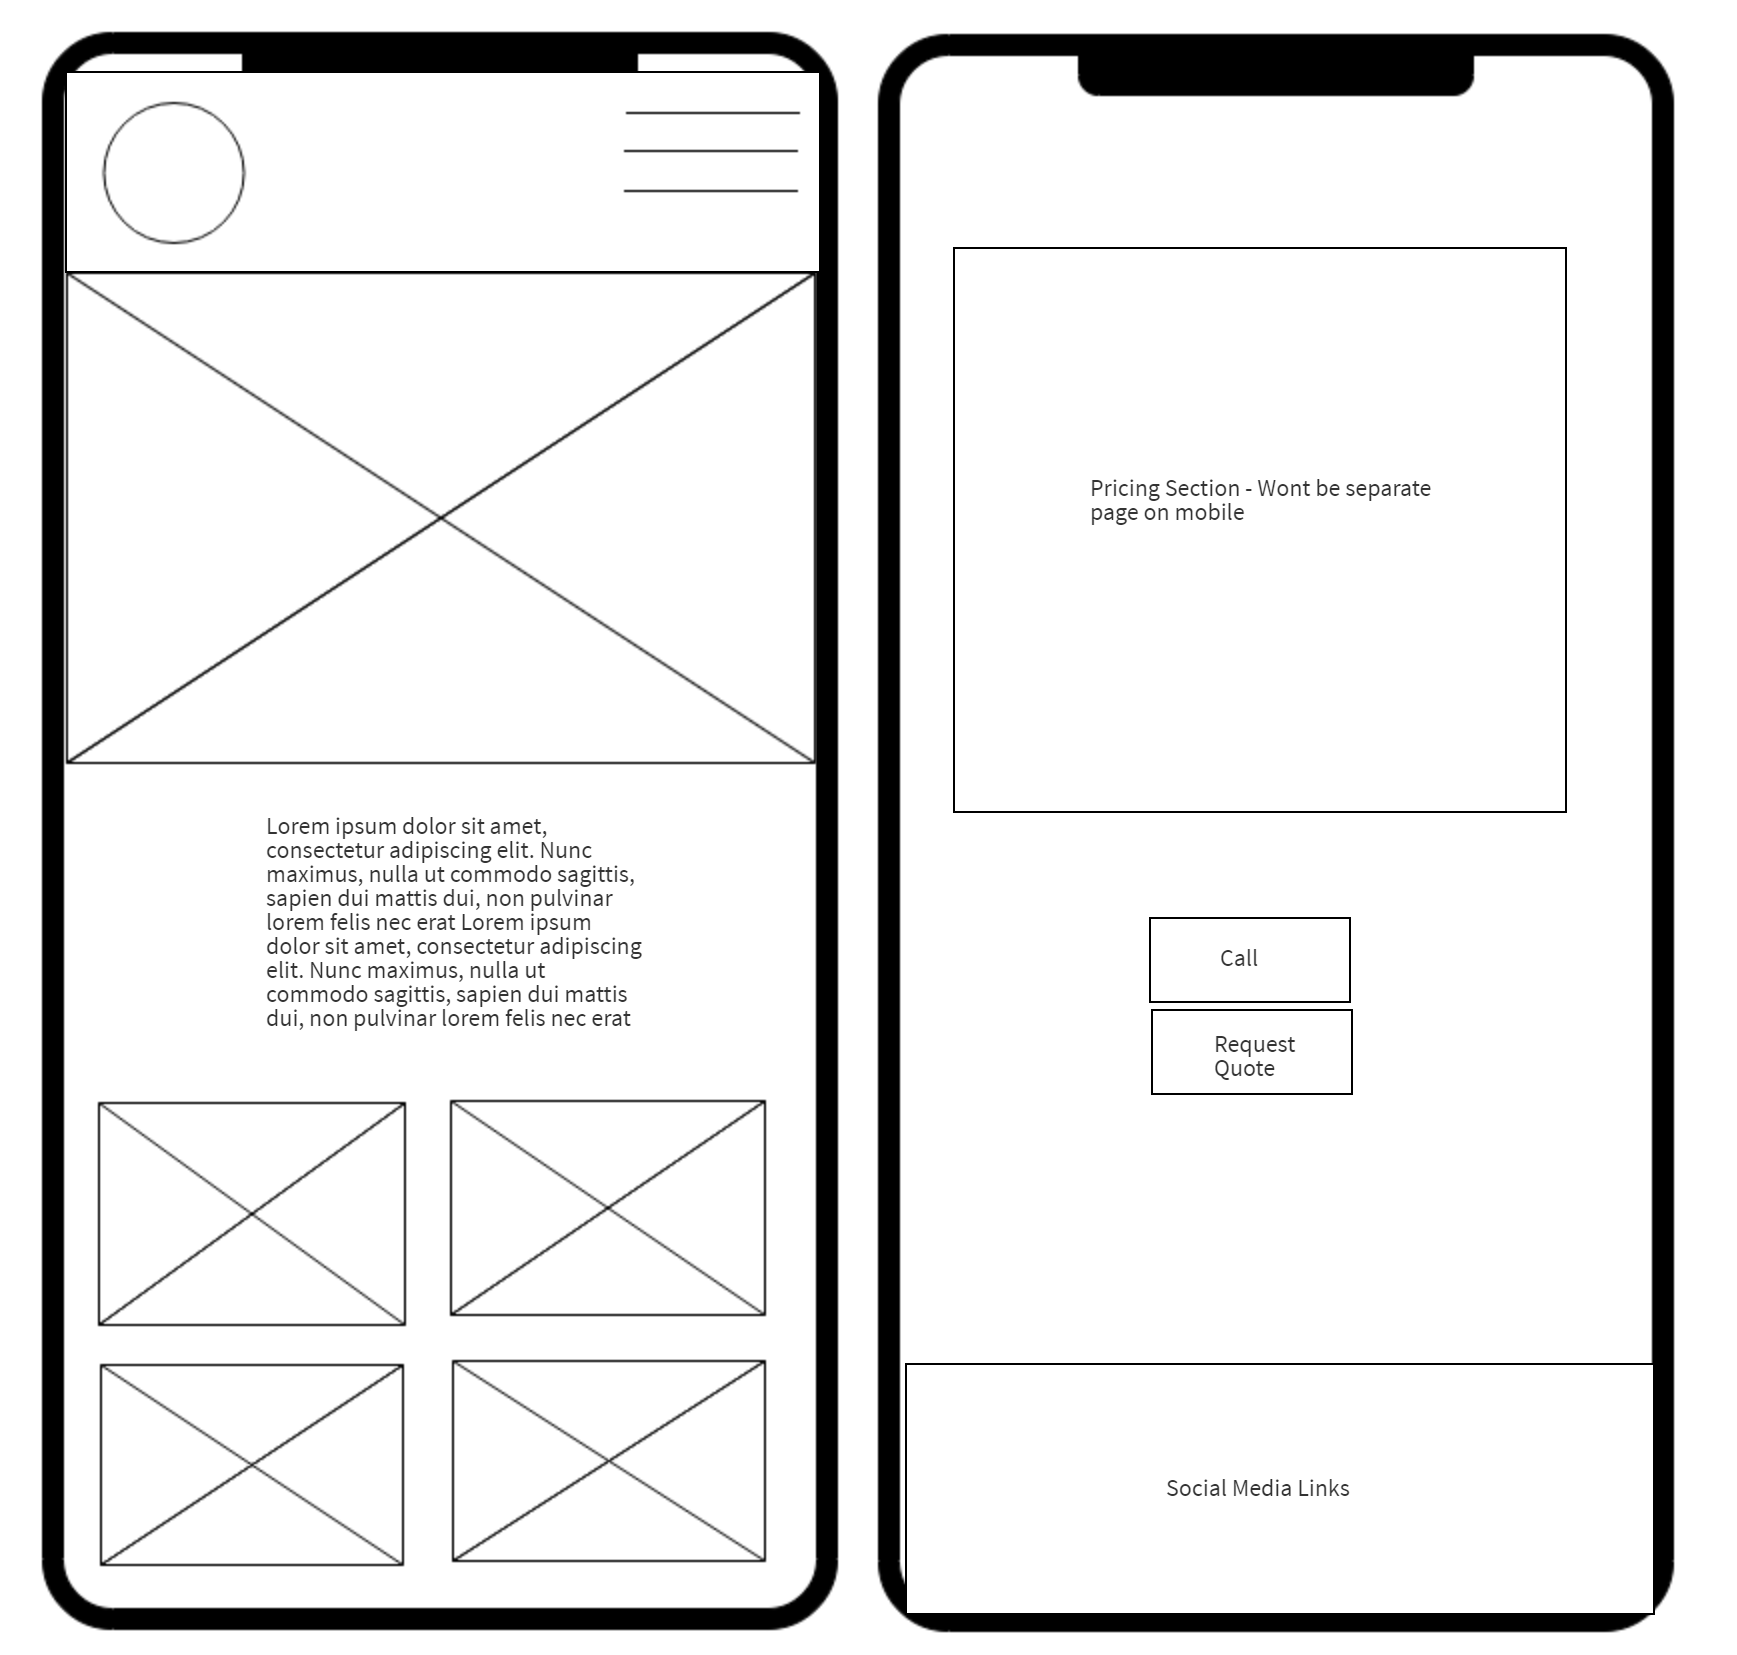 Lorem ipsum dolor sit amet,
consectetur adipiscing elit. Nunc
maximus, nulla ut commodo sagittis,
sapien dui mattis dui, non pulvinar
lorem felis nec erat Lorem ipsum
dolor sit amet, consectetur adipiscing
elit. Nunc maximus, nulla ut
commodo sagittis, sapien dui mattis
dui, non pulvinar lorem felis nec erat
Pricing Section - Wont be separate
page on mobile
Call
Request
Quote
Social Media Links